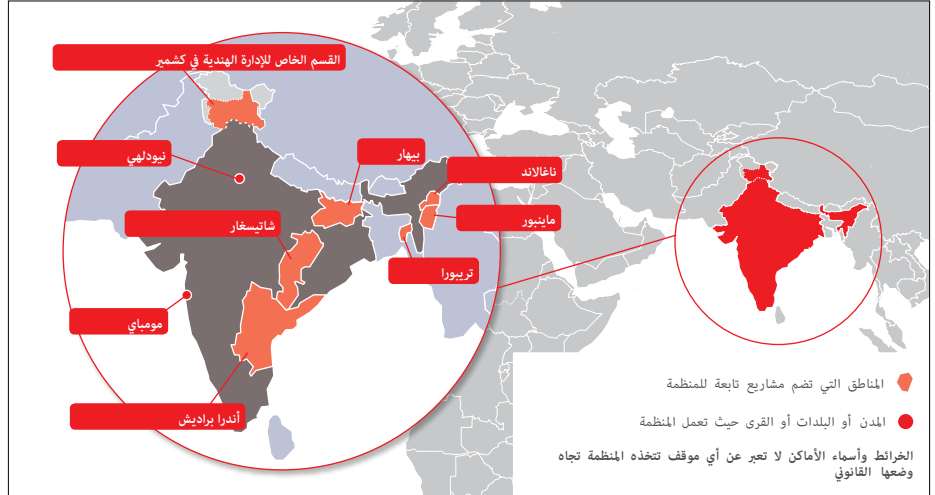 القسم الخاص للإدارة الهندية في كشمير
بيهار
نيودلهي
ناغالاند
ماينبور
شاتيسغار
تريبورا
مومباي
أندرا براديش
المناطق التي تضم مشاريع تابعة للمنظمة
المدن أو البلدات أو القرى حيث تعمل المنظمة
الخرائط وأسماء الأماكن لا تعبر عن أي موقف تتخذه المنظمة تجاه
وضعها القانوني